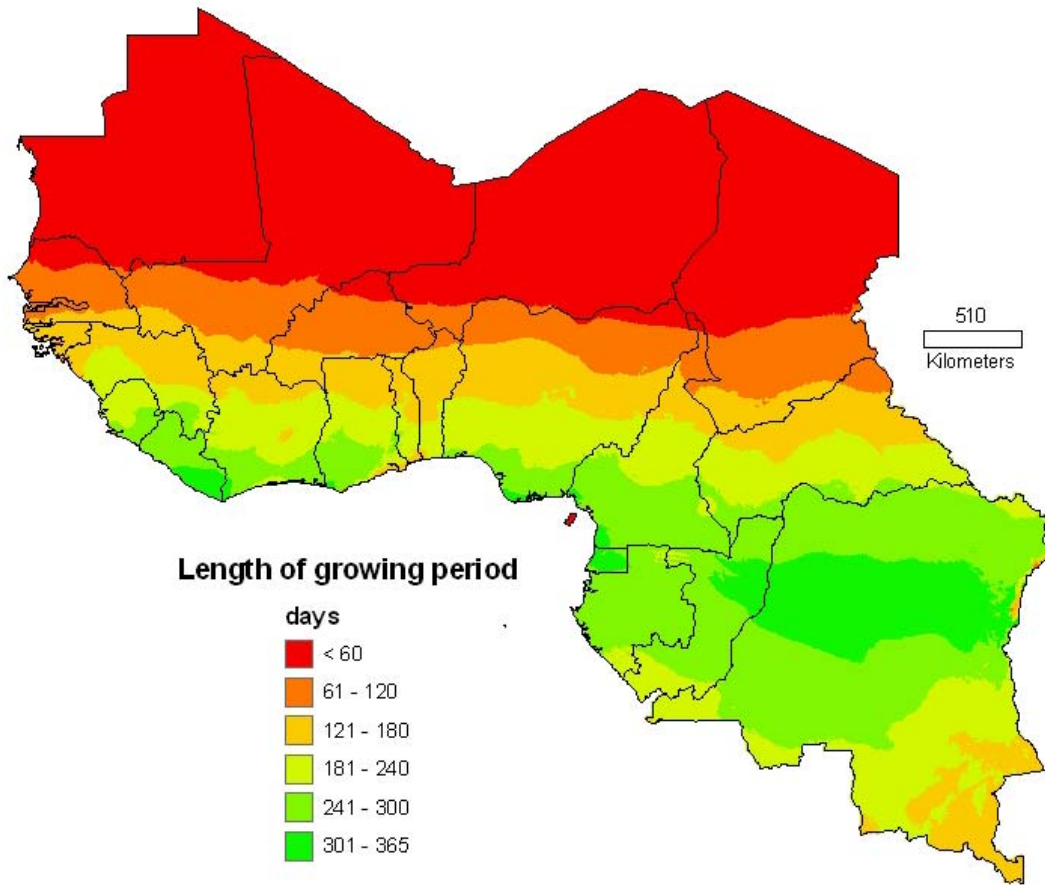 510
Kilometers
Length of growing period
days
< 60
61 - 120
121 - 180
181 - 240
241 - 300
301 - 365